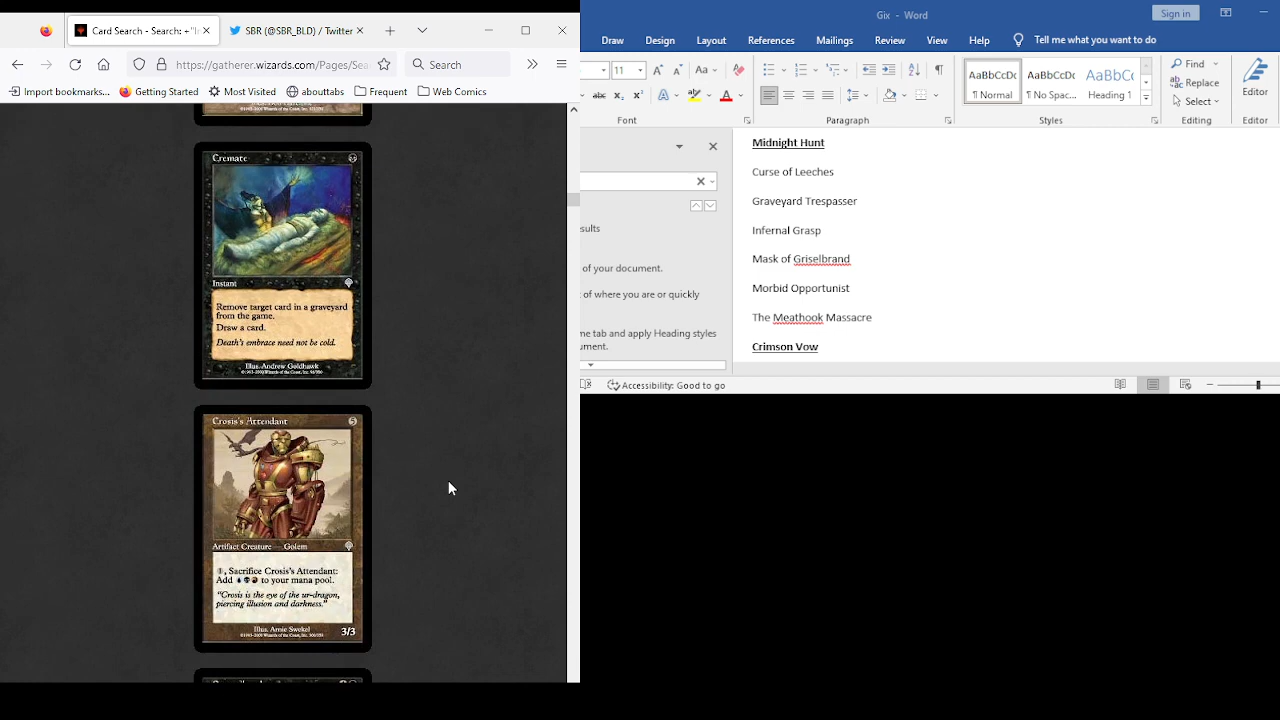 Card Search - Search: +"Ir
SBR (@SBR_BLD) / Twitter
https://gatherer.wizards.com/Pages/Sea
Search
Import bookmarks...
Getting Started
Most Visited
abouttabs
Frequent
Web Comics
Cremate
Instant
Remove target card in a graveyard
from the game.
Draw a card.
Death's embrace need not be cold.
Illus. Andrew Goldhawk
Crosis's Attendant
5
Artifact Creature — Golem
1, Sacrifice Crosis's Attendant:
Add to your mana pool.
"Crosis is the eye of the ur-dragon,
piercing illusion and darkness."
Illus. Arnie Swekel
3/3
Gix - Word
Sign in
Draw Design Layout References Mailings Review View Help Tell me what you want to do
11
Aa
AaBbCcDc AaBbCcDc AaBbCc
¶ Normal ¶ No Spac... Heading 1
Find
Replace
Select
Editor
Font
Paragraph
Styles
Editing
Editor
sults
of your document.
of where you are or quickly
me tab and apply Heading styles
ument.
Midnight Hunt
Curse of Leeches
Graveyard Trespasser
Infernal Grasp
Mask of Griselbrand
Morbid Opportunist
The Meathook Massacre
Crimson Vow
Accessibility: Good to go